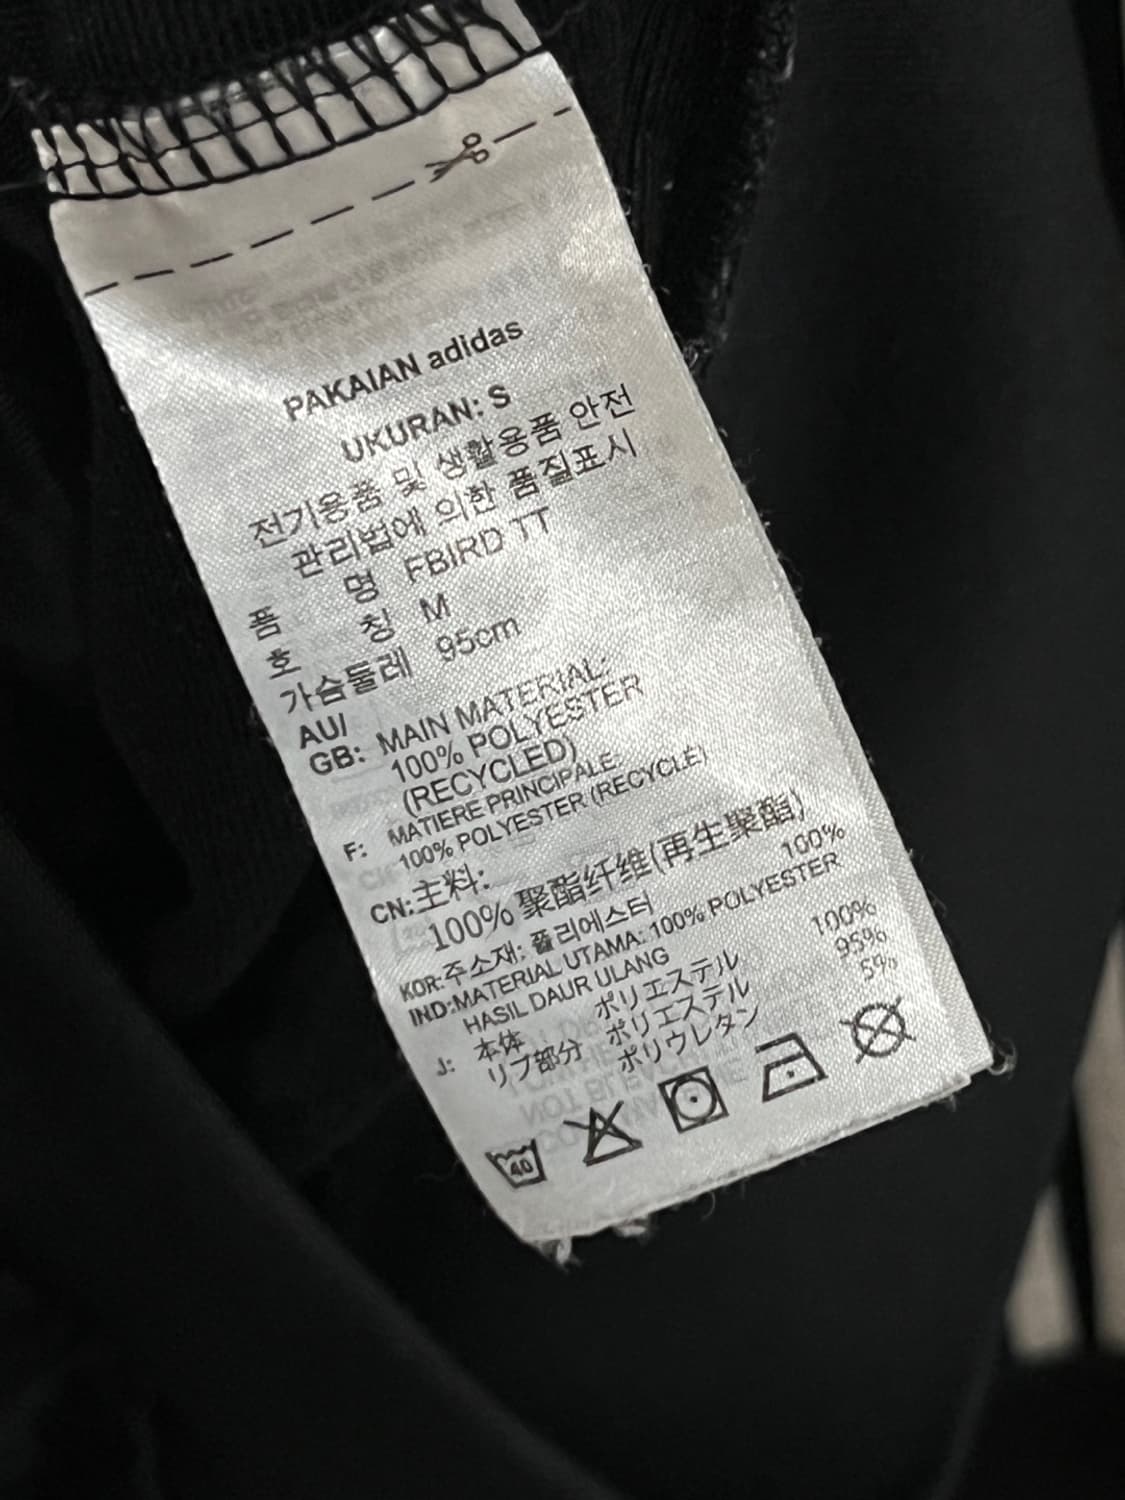 PAKAIAN adidas
UKURAN: S
전기용품 및 생활용품 안전
관리법에 의한 품질표시
품 명 FBIRD TT
호 칭 M
가슴둘레 95cm
AU/
GB: MAIN MATERIAL:
100% POLYESTER
(RECYCLED)
F: MATIERE PRINCIPALE:
100% POLYESTER (RECYCLÉ)
CN:主料:
100% 聚酯纤维(再生聚酯)
KOR:주소재: 폴리에스터 100%
IND:MATERIAL UTAMA: 100% POLYESTER
HASIL DAUR ULANG
J: 本体 ポリエステル 100%
リブ部分 ポリエステル 95%
ポリウレタン 5%
40